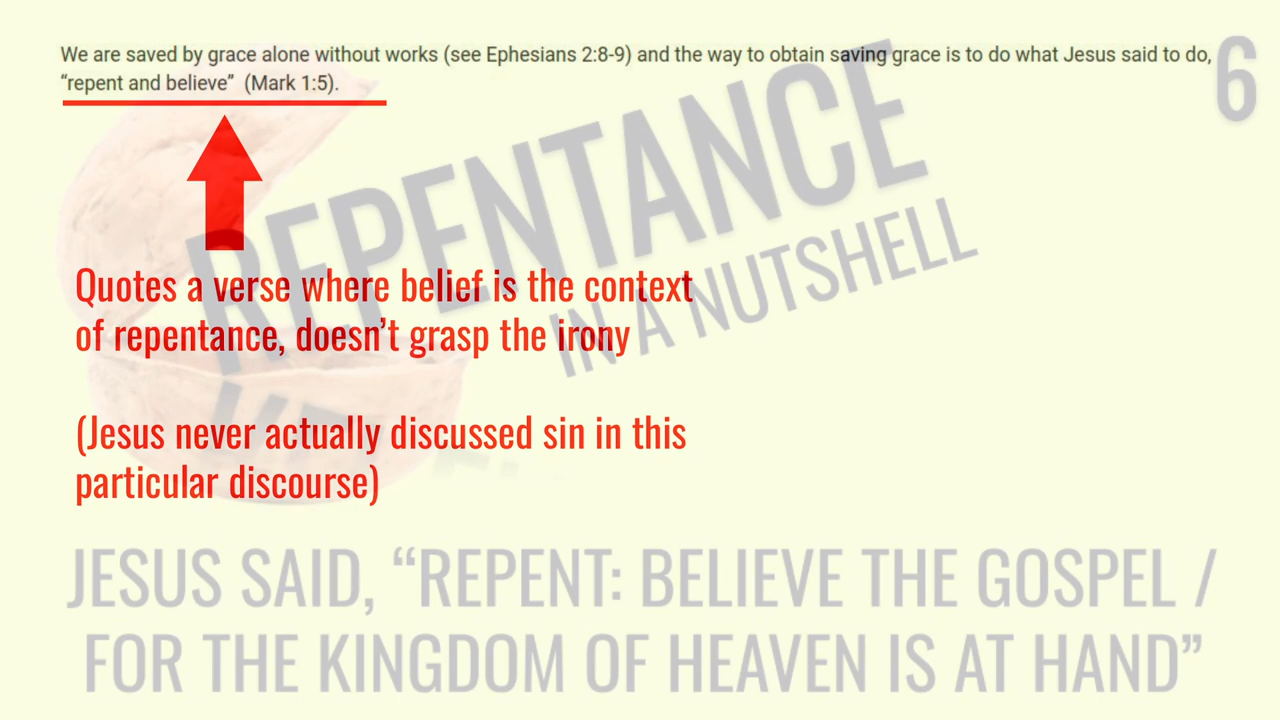 We are saved by grace alone without works (see Ephesians 2:8-9) and the way to obtain saving grace is to do what Jesus said to do,
“repent and believe” (Mark 1:5).
6
REPENTANCE
IN A NUTSHELL
Quotes a verse where belief is the context
of repentance, doesn’t grasp the irony
(Jesus never actually discussed sin in this
particular discourse)
JESUS SAID, “REPENT: BELIEVE THE GOSPEL /
FOR THE KINGDOM OF HEAVEN IS AT HAND”